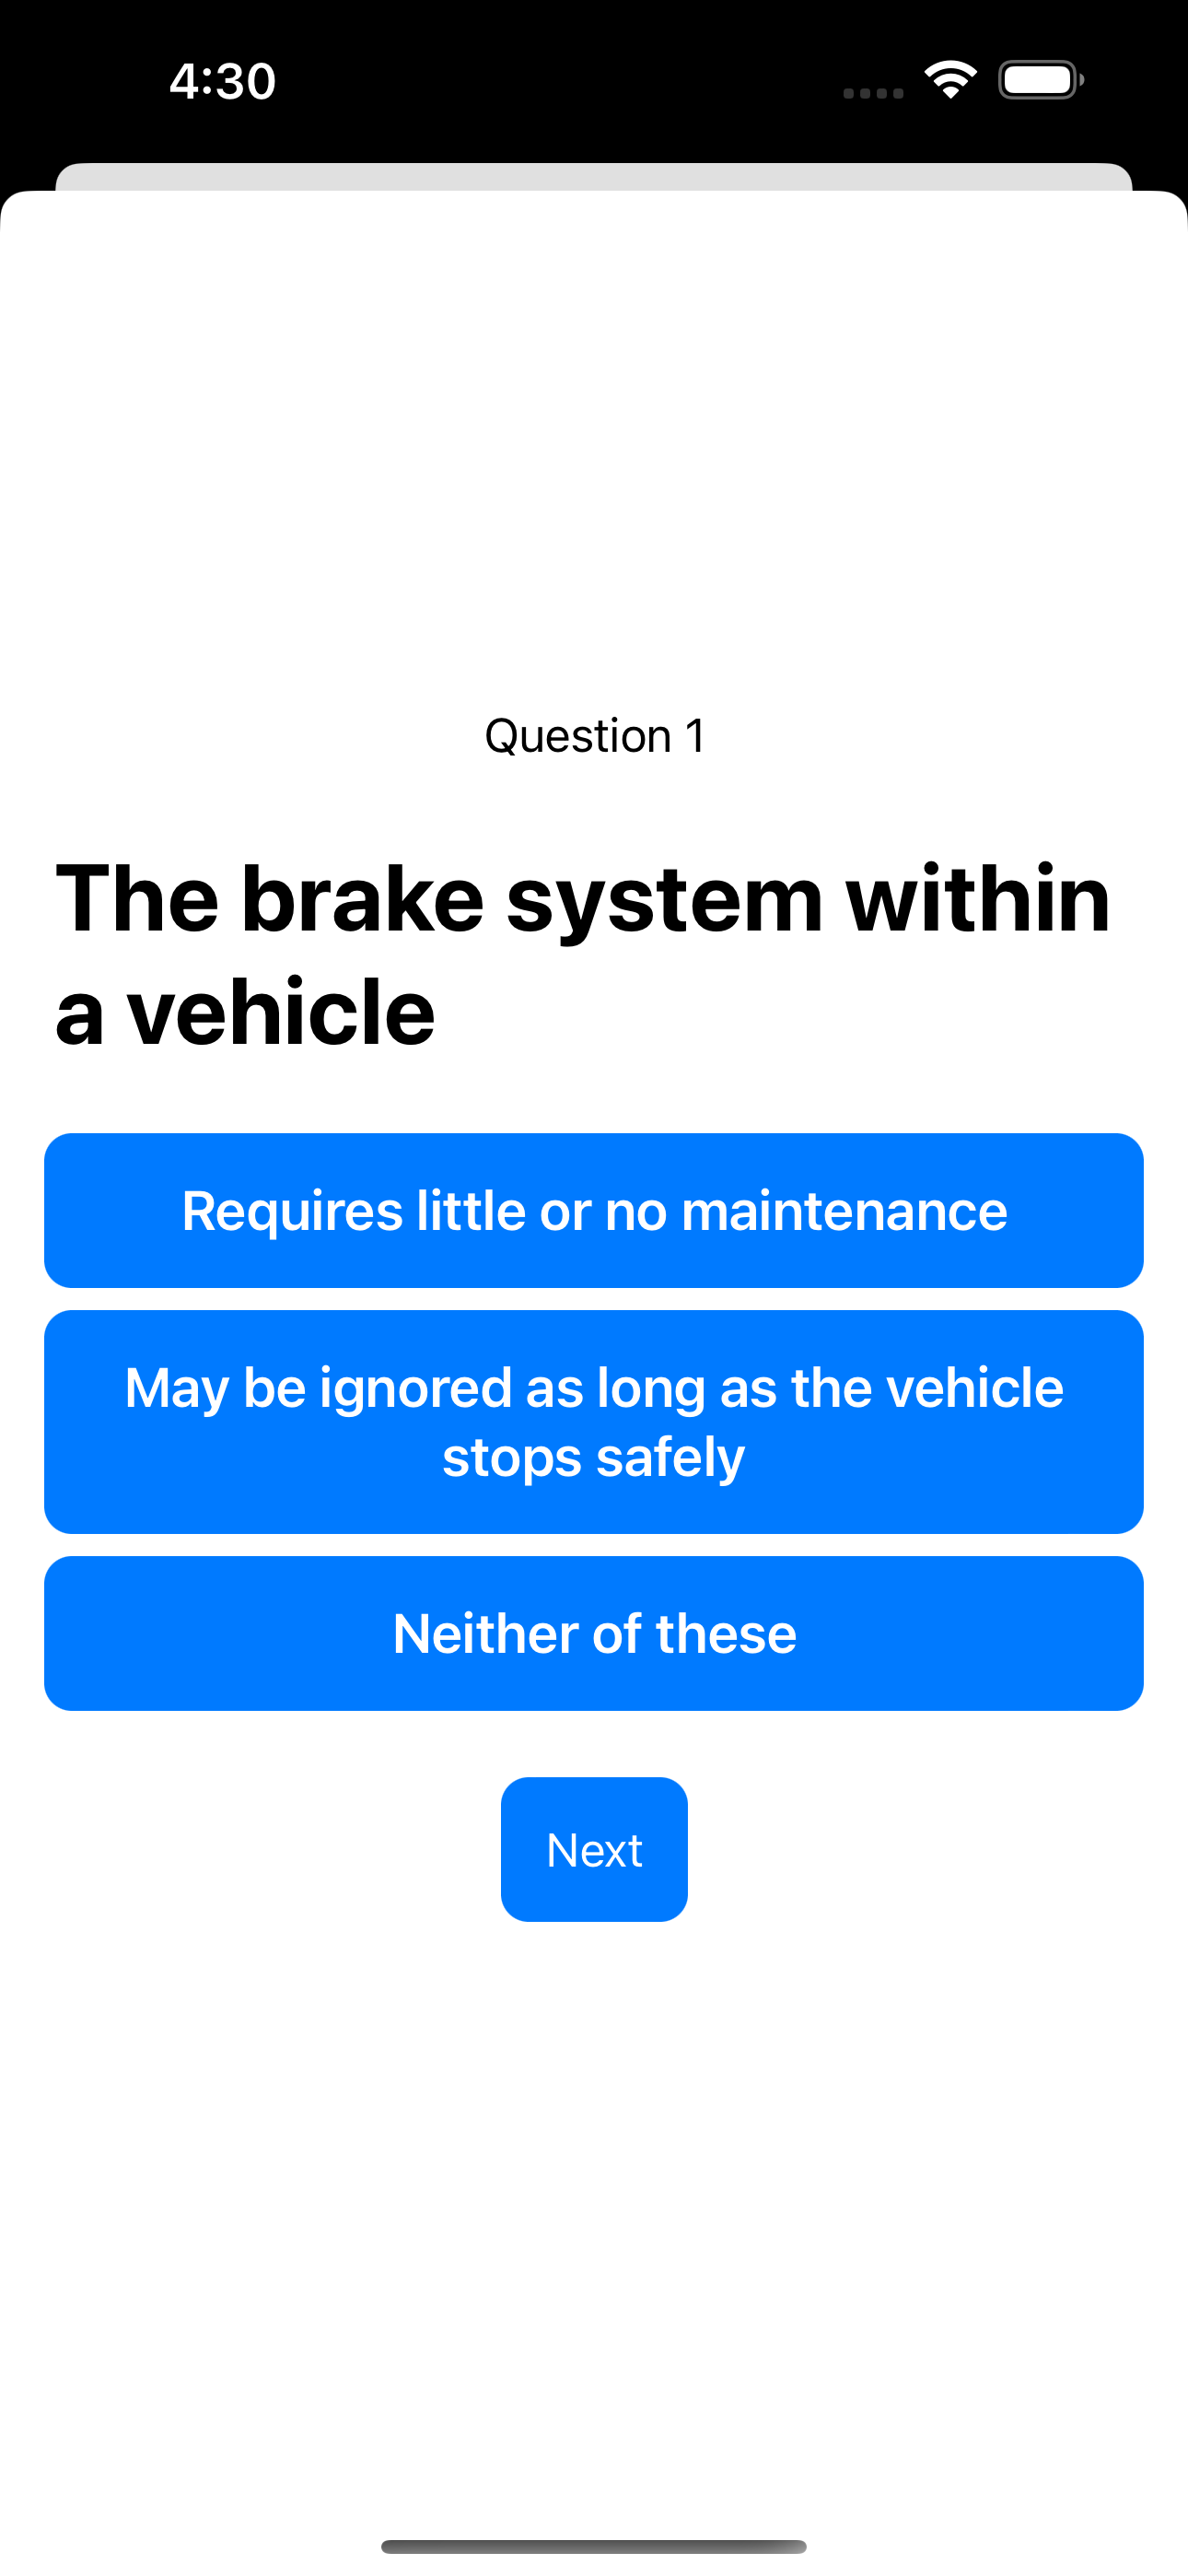 4:30
Question 1
The brake system within
a vehicle
Requires little or no maintenance
May be ignored as long as the vehicle
stops safely
Neither of these
Next